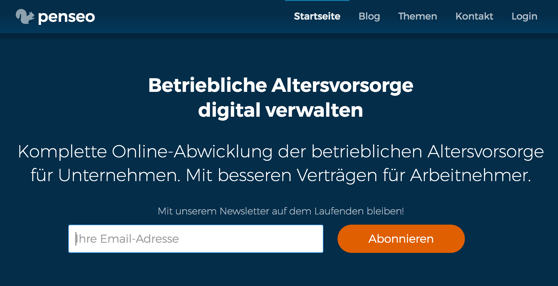 penseo
Startseite
Blog
Themen
Kontakt
Login
Betriebliche Altersvorsorge
digital verwalten
Komplette Online-Abwicklung der betrieblichen Altersvorsorge
für Unternehmen. Mit besseren Verträgen für Arbeitnehmer.
Mit unserem Newsletter auf dem Laufenden bleiben!
Ihre Email-Adresse
Abonnieren